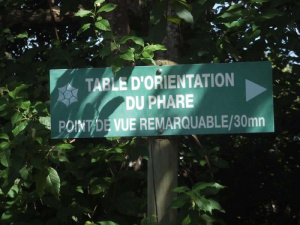 TABLE D'ORIENTATION
DU PHARE
POINT DE VUE REMARQUABLE/30mn